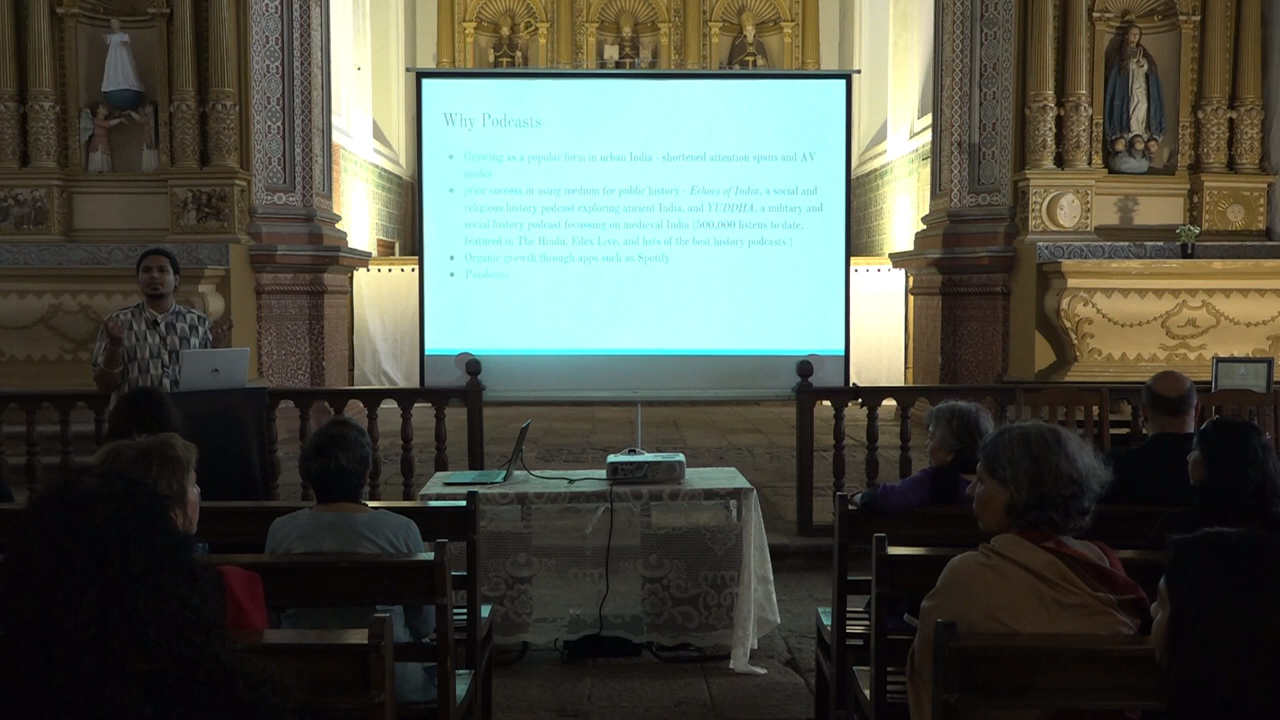 Why Podcasts
Growing as a popular form in urban India - shortened attention spans and AV
modes
prior success in using medium for public history - Echoes of India, a social and
religious history podcast exploring ancient India, and YUDDHA, a military and
social history podcast focussing on medieval India (500,000 listens to date,
featured in The Hindu, Edex Live, and lists of the best history podcasts.)
Organic growth through apps such as Spotify
Pandemic